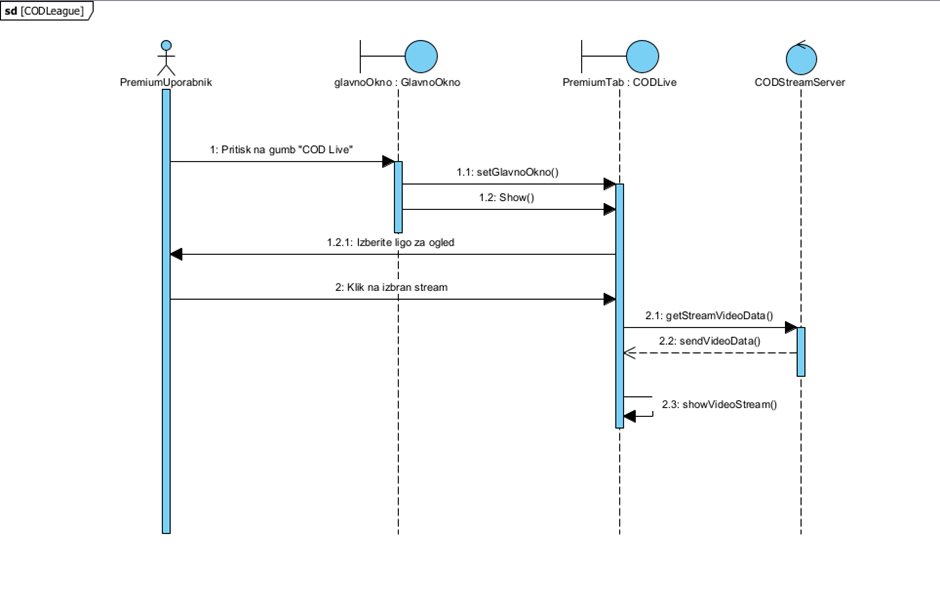 sd [CODLeague]
PremiumUporabnik
glavnoOkno : GlavnoOkno
PremiumTab : CODLive
CODStreamServer
1: Pritisk na gumb "COD Live"
1.1: setGlavnoOkno()
1.2: Show()
1.2.1: Izberite ligo za ogled
2: Klik na izbran stream
2.1: getStreamVideoData()
2.2: sendVideoData()
2.3: showVideoStream()